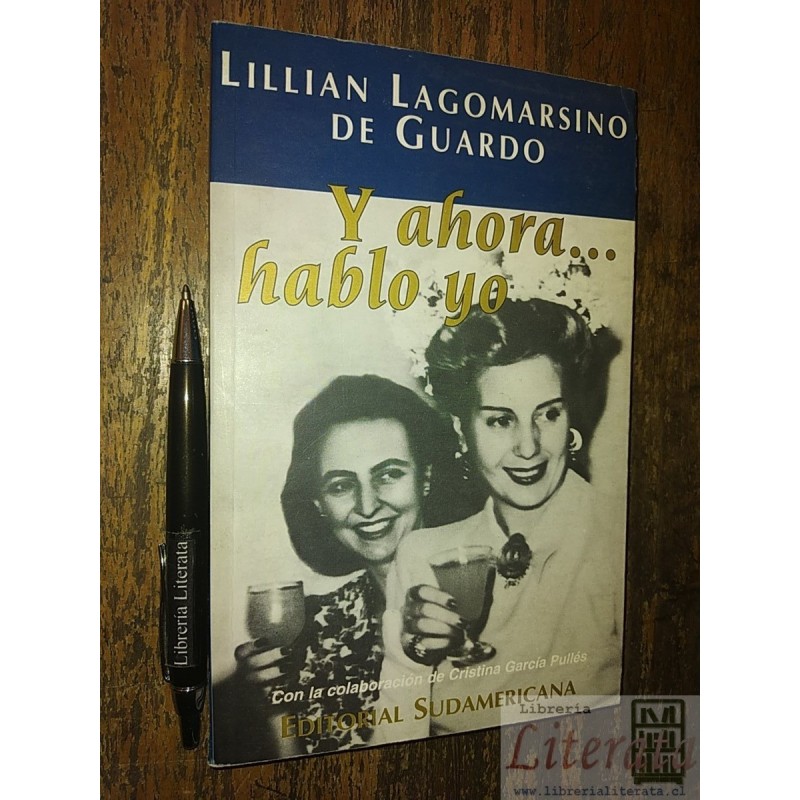 LILLIAN LAGOMARSINO
DE GUARDO
Y ahora...
hablo yo
Con la colaboración de Cristina García Pullés
EDITORIAL SUDAMERICANA
Librería Literata
Libreria
Literata
www.librerialiterata.cl